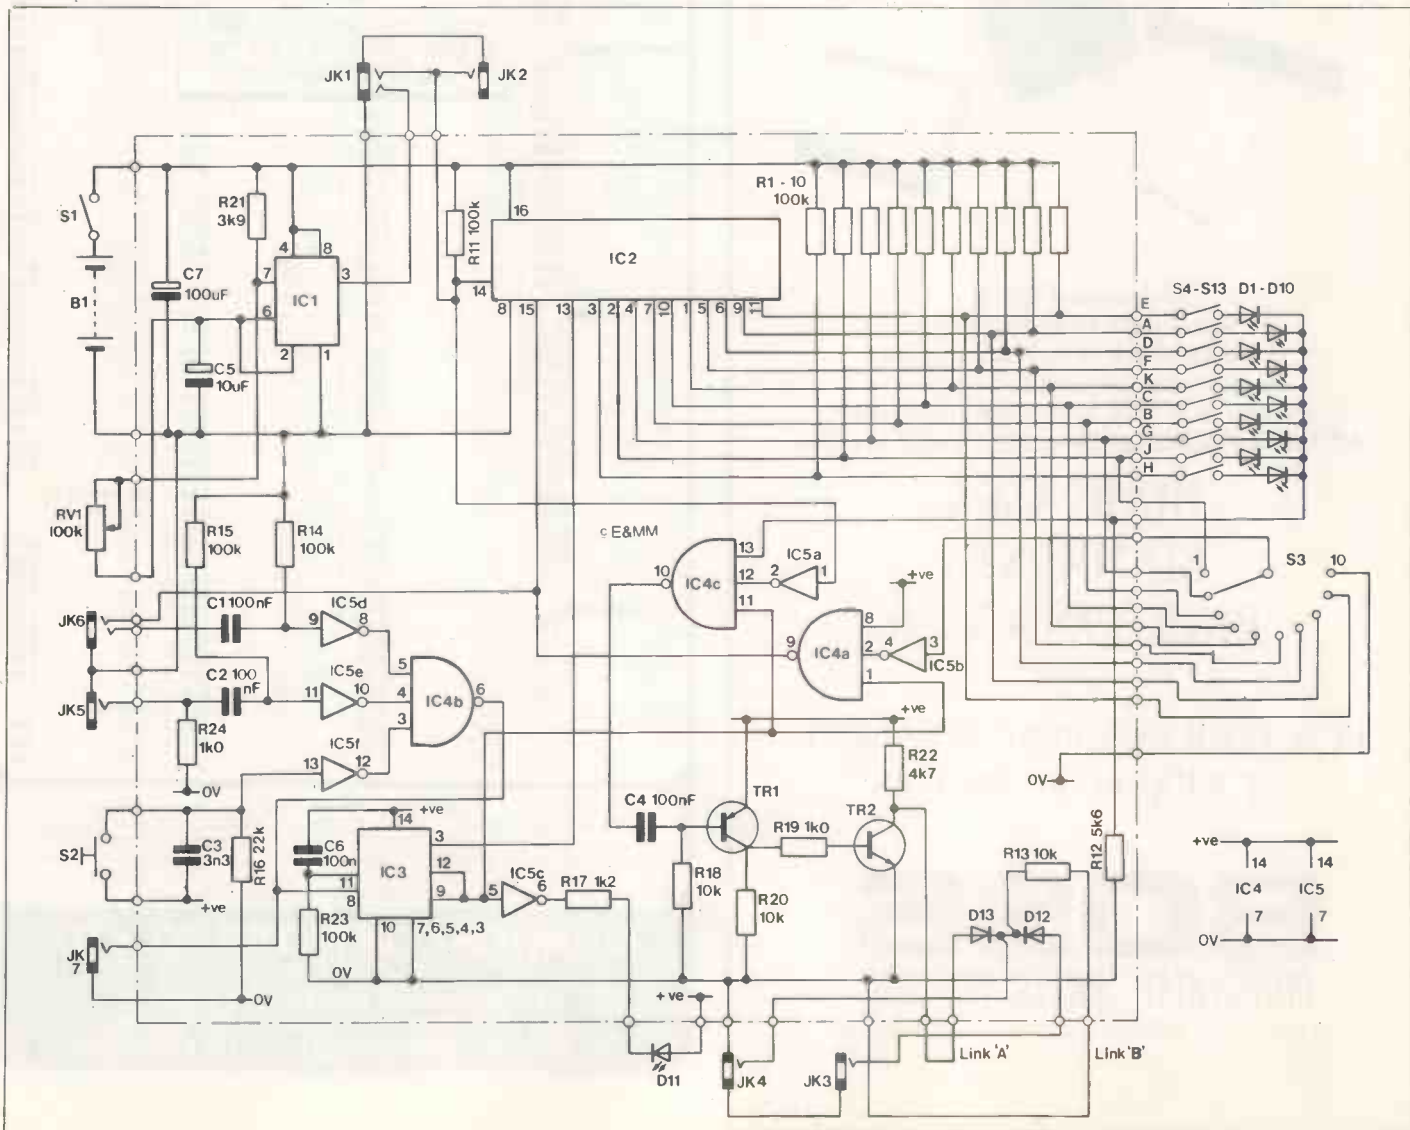 JK1
JK2
S1
B1
C7
100uF
R21
3k9
4
8
7
IC1
3
6
2
1
C5
10uF
R11 100k
16
IC2
14
8
15
13
3
2
4
7
10
1
5
6
9
11
R1 - 10
100k
E
A
D
F
K
C
B
G
J
H
S4-S13
D1-D10
RV1
100k
R15
100k
R14
100k
c E&MM
10
IC4c
13
12
11
2
IC5a
1
+ve
JK6
C1 100nF
9
IC5d
8
9
IC4a
8
2
4
3
IC5b
1
1
S3
10
JK5
C2 100
nF
11
IC5e
10
5
4
3
IC4b
6
R24
1k0
0V
13
IC5f
12
+ve
R22
4k7
0V
S2
C3
3n3
+ve
R16 22k
C6
100n
+ve
14
3
12
11
IC3
8
9
10
7,6,5,4,3
R23
100k
0V
5
IC5c
6
R17 1k2
C4 100nF
TR1
R18
10k
R19 1k0
TR2
R20
10k
R13 10k
D13
D12
R12 5k6
+ve
14
14
IC4
IC5
7
7
0V
JK
7
0V
+ve
D11
JK4
JK3
Link 'A'
Link 'B'